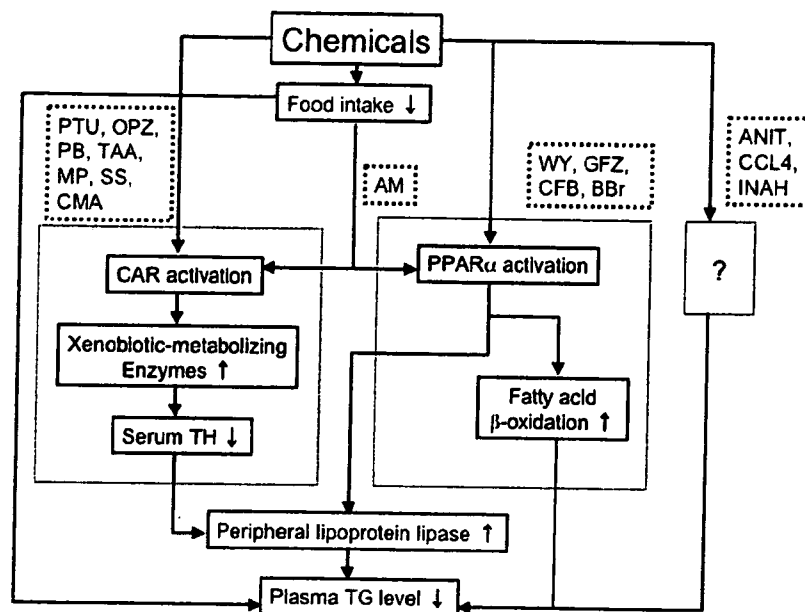 Chemicals
Food intake ↓
PTU, OPZ,
PB, TAA,
MP, SS,
CMA
AM
WY, GFZ,
CFB, BBr
ANIT,
CCL4,
INAH
CAR activation
PPARα activation
?
Xenobiotic-metabolizing
Enzymes ↑
Fatty acid
β-oxidation ↑
Serum TH ↓
Peripheral lipoprotein lipase ↑
Plasma TG level ↓